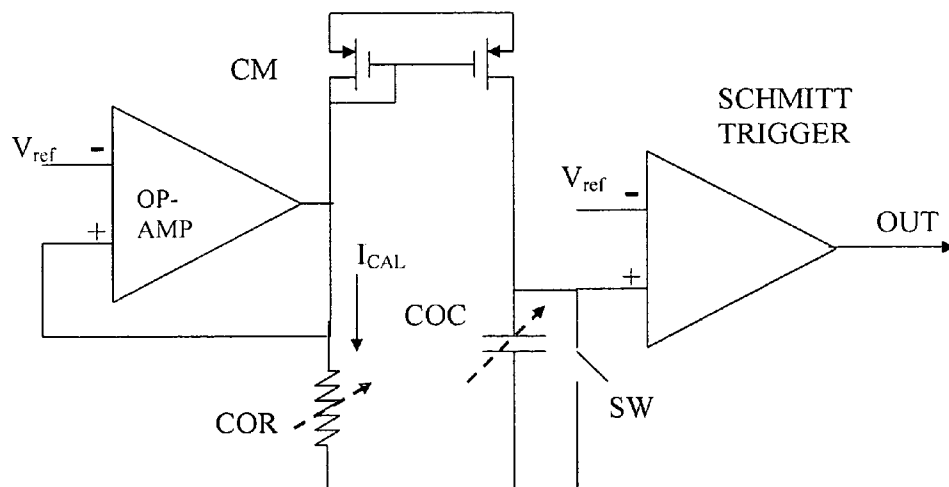 CM
SCHMITT
TRIGGER
V_ref
-
OP-
AMP
+
V_ref
-
OUT
I_CAL
+
COC
SW
COR